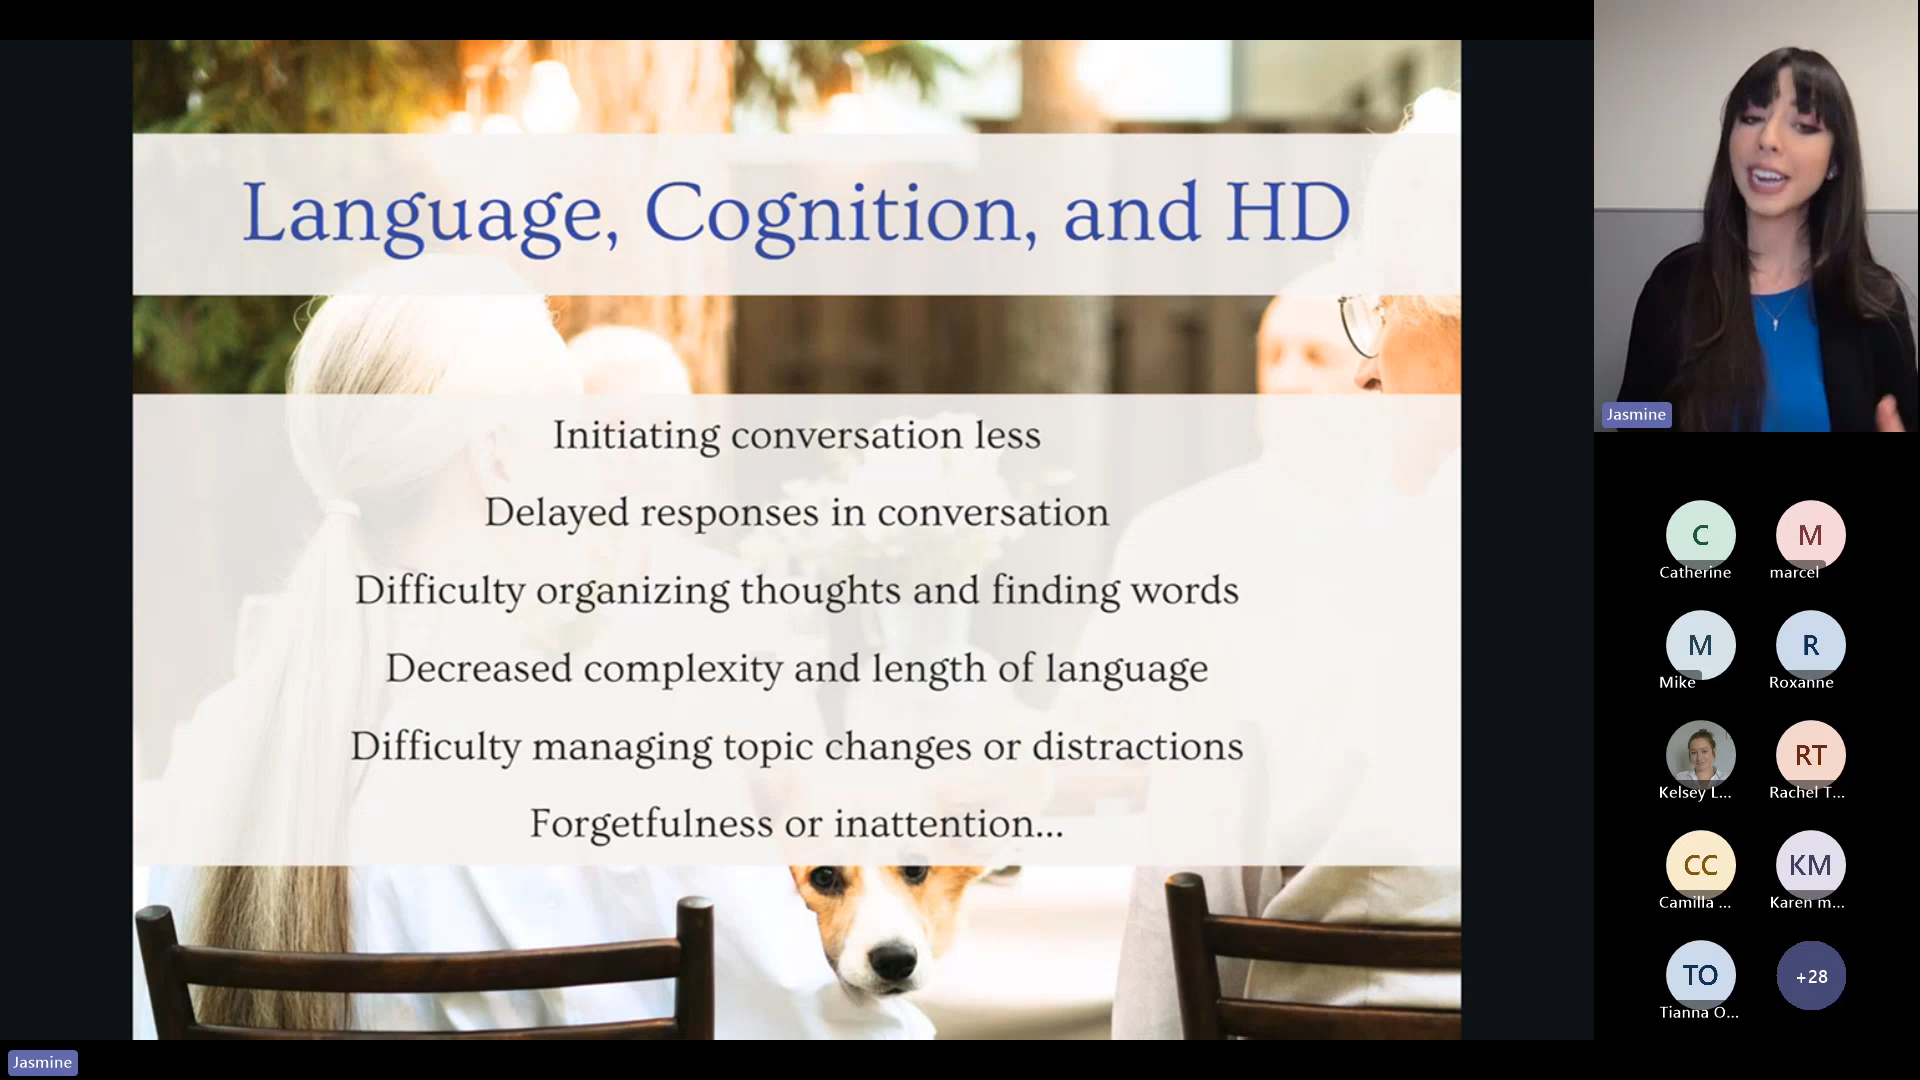 Language, Cognition, and HD
Initiating conversation less
Delayed responses in conversation
Difficulty organizing thoughts and finding words
Decreased complexity and length of language
Difficulty managing topic changes or distractions
Forgetfulness or inattention...
Jasmine
Jasmine
C
Catherine
M
marcel
M
Mike
R
Roxanne
Kelsey L...
RT
Rachel T...
CC
Camilla ...
KM
Karen m...
TO
Tianna O...
+28